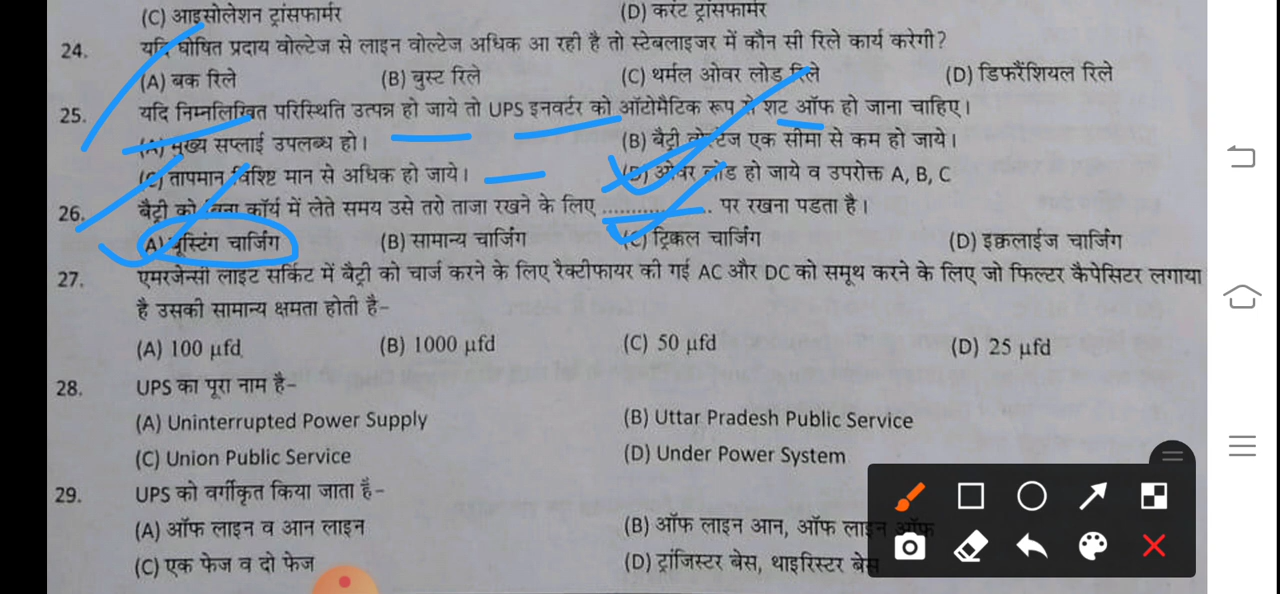 (C) आइसोलेशन ट्रांसफार्मर (D) करंट ट्रांसफार्मर
24. यदि घोषित प्रदाय वोल्टेज से लाइन वोल्टेज अधिक आ रही है तो स्टेबलाइजर में कौन सी रिले कार्य करेगी?
(A) बक रिले (B) बुस्ट रिले (C) थर्मल ओवर लोड रिले (D) डिफरैंशियल रिले
25. यदि निम्नलिखित परिस्थिति उत्पन्न हो जाये तो UPS इनवर्टर को ऑटोमैटिक रूप से शट ऑफ हो जाना चाहिए।
(A) मुख्य सप्लाई उपलब्ध हो। (B) बैट्री वोल्टेज एक सीमा से कम हो जाये।
(C) तापमान विशिष्ट मान से अधिक हो जाये। (D) ओवर लोड हो जाये व उपरोक्त A, B, C
26. बैट्री को बिना कॉर्य में लेते समय उसे तरो ताजा रखने के लिए ................ पर रखना पडता है।
A) बूस्टिंग चार्जिंग (B) सामान्य चार्जिंग (C) ट्रिकल चार्जिंग (D) इक्रलाईज चार्जिंग
27. एमरजेन्सी लाइट सर्किट में बैट्री को चार्ज करने के लिए रैक्टीफायर की गई AC और DC को समूथ करने के लिए जो फिल्टर कैपेसिटर लगाया
है उसकी सामान्य क्षमता होती है-
(A) 100 µfd (B) 1000 µfd (C) 50 µfd (D) 25 µfd
28. UPS का पूरा नाम है-
(A) Uninterrupted Power Supply (B) Uttar Pradesh Public Service
(C) Union Public Service (D) Under Power System
29. UPS को वर्गीकृत किया जाता है-
(A) ऑफ लाइन व आन लाइन (B) ऑफ लाइन आन, ऑफ लाइन ऑफ
(C) एक फेज व दो फेज (D) ट्रांजिस्टर बेस, थाइरिस्टर बेस